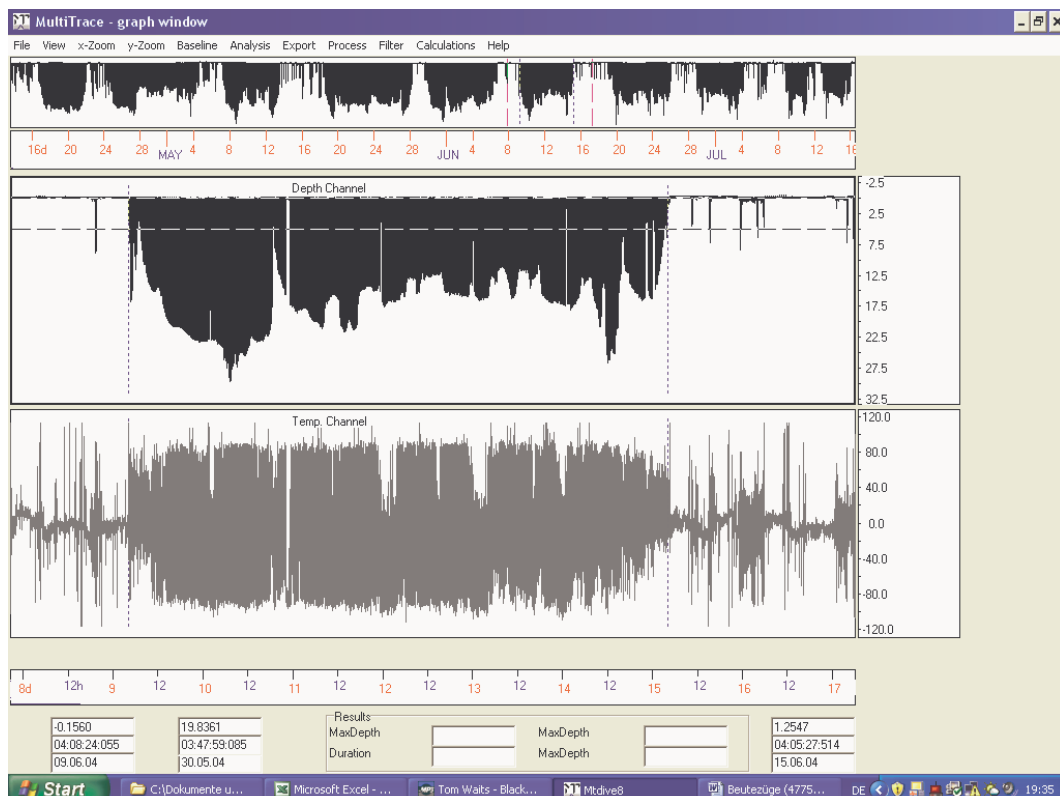 MultiTrace - graph window
File View x-Zoom y-Zoom Baseline Analysis Export Process Filter Calculations Help
16d 20 24 28 MAY 4 8 12 16 20 24 28 JUN 4 8 12 16 20 24 28 JUL 4 8 12 16
Depth Channel
-2.5
2.5
7.5
12.5
17.5
22.5
27.5
32.5
Temp. Channel
120.0
80.0
40.0
0.0
-40.0
-80.0
-120.0
8d 12h 9 12 10 12 11 12 12 12 13 12 14 12 15 12 16 12 17
-0.1560
04:08:24:055
09.06.04
19.8361
03:47:59:085
30.05.04
Results
MaxDepth MaxDepth
Duration MaxDepth
1.2547
04:05:27:514
15.06.04
Start C:\Dokumente u... Microsoft Excel - ... Tom Waits - Black... Mtdive8 Beutezüge (4775... DE 19:35